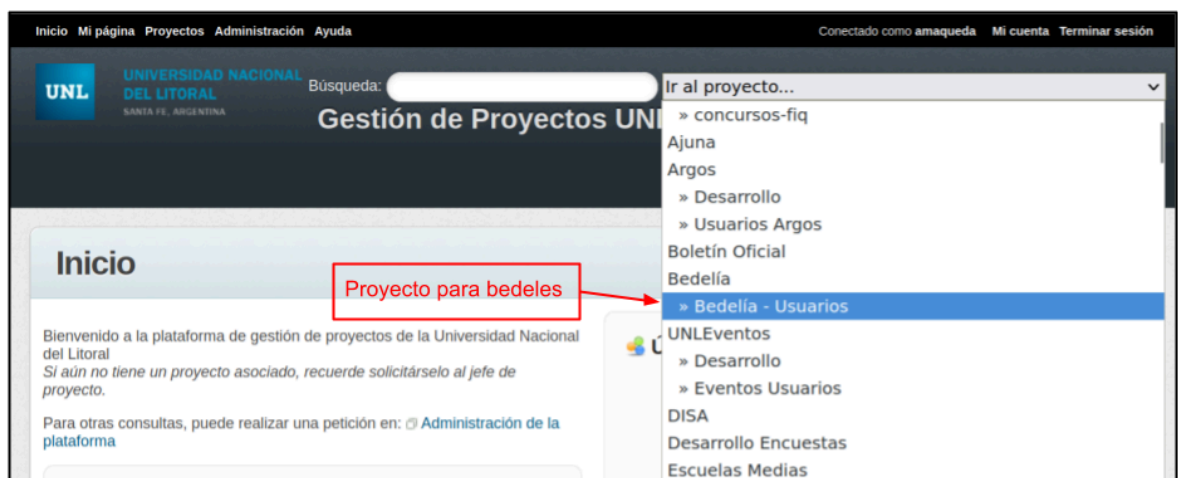 Inicio Mi página Proyectos Administración Ayuda
Conectado como amaqueda Mi cuenta Terminar sesión
UNL
UNIVERSIDAD NACIONAL
DEL LITORAL
SANTA FE, ARGENTINA
Búsqueda:
Ir al proyecto...
Gestión de Proyectos
» concursos-fiq
Ajuna
Argos
» Desarrollo
» Usuarios Argos
Boletín Oficial
Bedelía
» Bedelía - Usuarios
UNLEventos
» Desarrollo
» Eventos Usuarios
DISA
Desarrollo Encuestas
Escuelas Medias
Inicio
Proyecto para bedeles
Bienvenido a la plataforma de gestión de proyectos de la Universidad Nacional
del Litoral
Si aún no tiene un proyecto asociado, recuerde solicitárselo al jefe de
proyecto.
Para otras consultas, puede realizar una petición en: Administración de la
plataforma